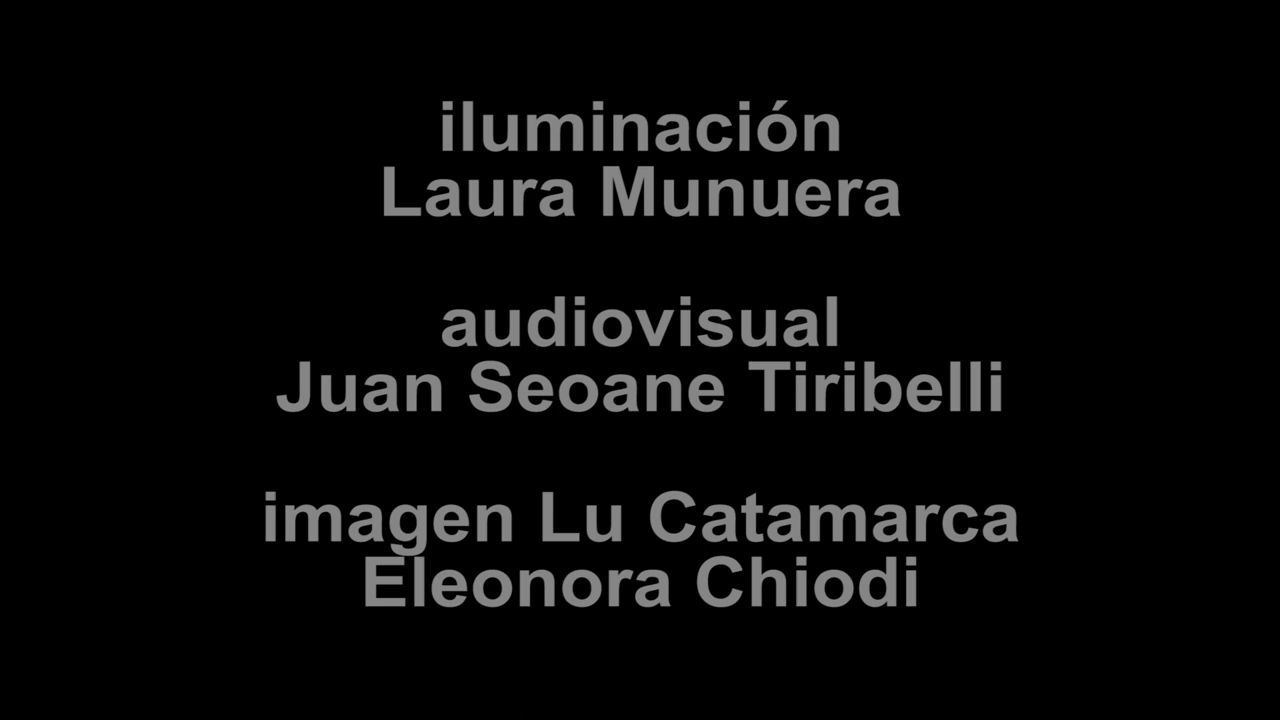 iluminación
Laura Munuera
audiovisual
Juan Seoane Tiribelli
imagen Lu Catamarca
Eleonora Chiodi